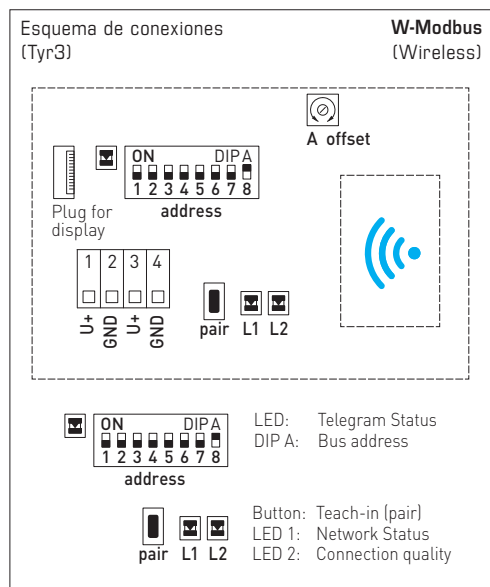 Esquema de conexiones
(Tyr3)
W-Modbus
(Wireless)
A offset
ON DIP A
1 2 3 4 5 6 7 8
address
Plug for
display
1 2 3 4
U+ GND U+ GND
pair L1 L2
ON DIP A
1 2 3 4 5 6 7 8
address
LED: Telegram Status
DIP A: Bus address
pair L1 L2
Button: Teach-in (pair)
LED 1: Network Status
LED 2: Connection quality